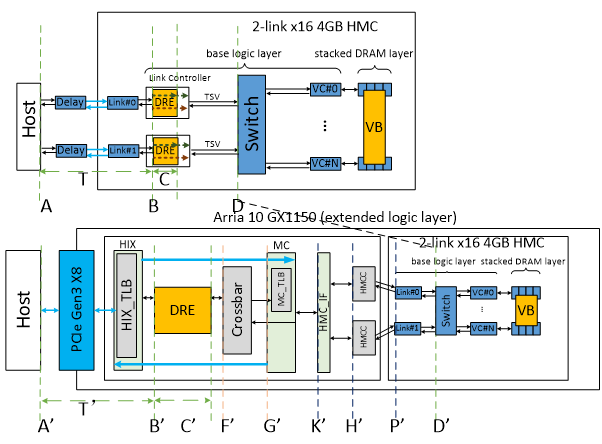 2-link x16 4GB HMC
base logic layer
stacked DRAM layer
Link Controller
Host
Delay
Link#0
DRE
TSV
Switch
VC#0
...
VB
Delay
Link#1
DRE
TSV
VC#N
T
C
A
B
D
Arria 10 GX1150 (extended logic layer)
2-link x16 4GB HMC
HIX
MC
base logic layer
stacked DRAM layer
Host
PCIe Gen3 X8
HIX_TLB
DRE
Crossbar
MC_TLB
HMC_IF
HMCC
HMCC
Link#0
Link#1
Switch
VC#0
...
VC#N
VB
T'
A'
B'
C'
F'
G'
K'
H'
P'
D'